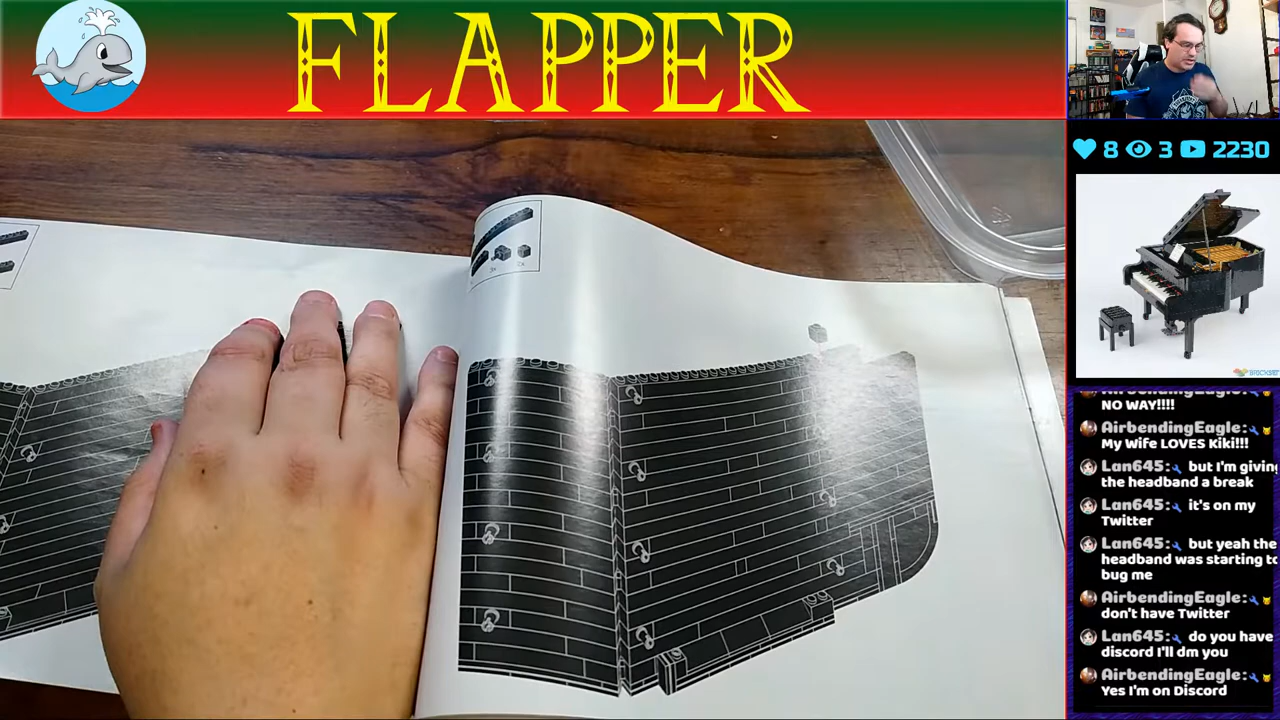 FLAPPER
8 3 2230
NO WAY!!!!
AirbendingEagle:
My Wife LOVES Kiki!!!
Lan645: but I'm giving
the headband a break
Lan645: it's on my
Twitter
Lan645: but yeah the
headband was starting to
bug me
AirbendingEagle:
don't have Twitter
Lan645: do you have
discord I'll dm you
AirbendingEagle:
Yes I'm on Discord